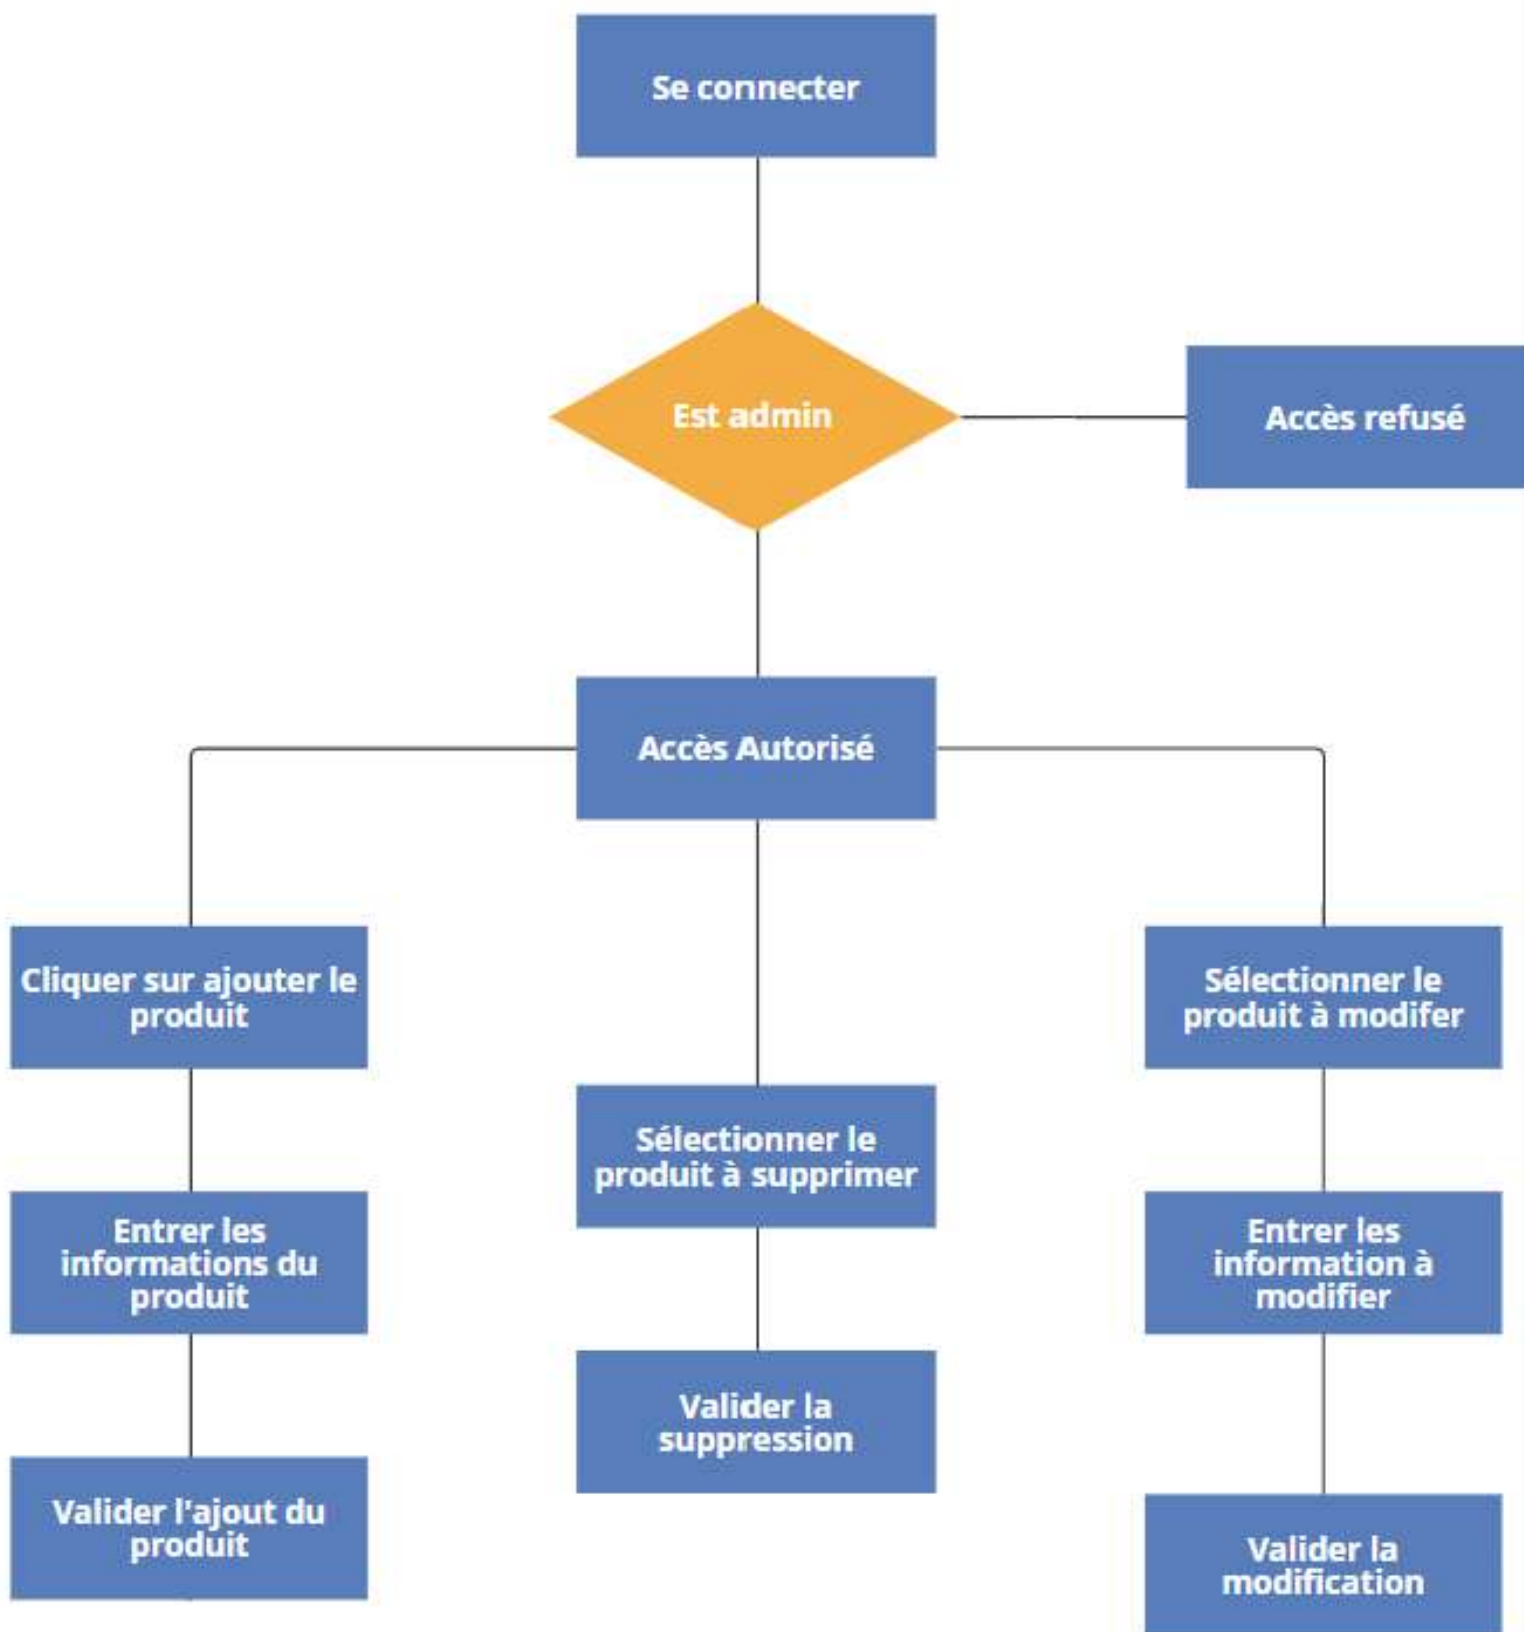 Se connecter
Est admin
Accès refusé
Accès Autorisé
Cliquer sur ajouter le
produit
Sélectionner le
produit à modifer
Sélectionner le
produit à supprimer
Entrer les
informations du
produit
Entrer les
information à
modifier
Valider la
suppression
Valider l'ajout du
produit
Valider la
modification